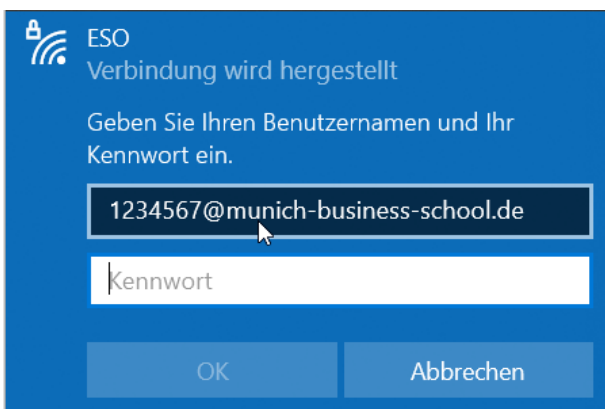 ESO
Verbindung wird hergestellt
Geben Sie Ihren Benutzernamen und Ihr
Kennwort ein.
1234567@munich-business-school.de
Kennwort
OK
Abbrechen